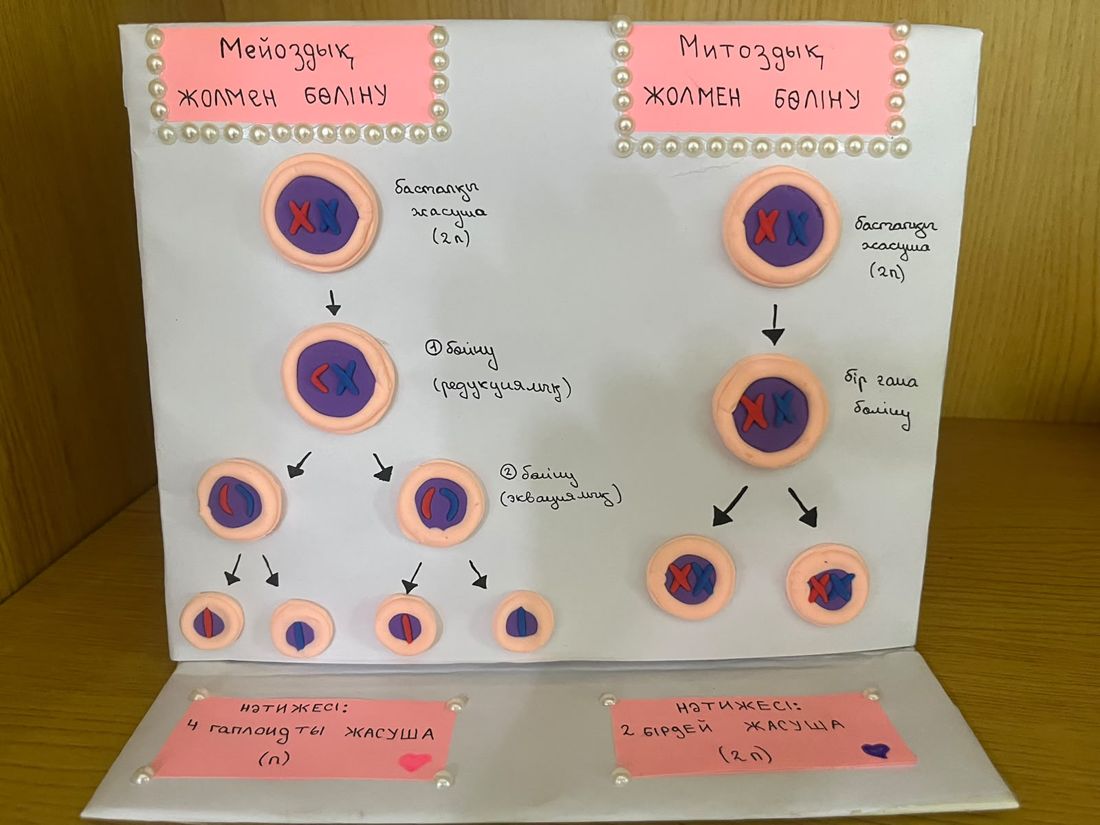 Мейоздық
ЖОЛМЕН БӨЛІНУ
Митоздық
ЖОЛМЕН БӨЛІНУ
бастапқы
жасуша
(2n)
① бөліну
(редукциялық)
② бөліну
(эквациялық)
бастапқы
жасуша
(2n)
бір ғана
бөліну
НӘТИЖЕСІ:
4 гаплоидты ЖАСУША
(n)
НӘТИЖЕСІ:
2 БІРДЕЙ ЖАСУША
(2n)